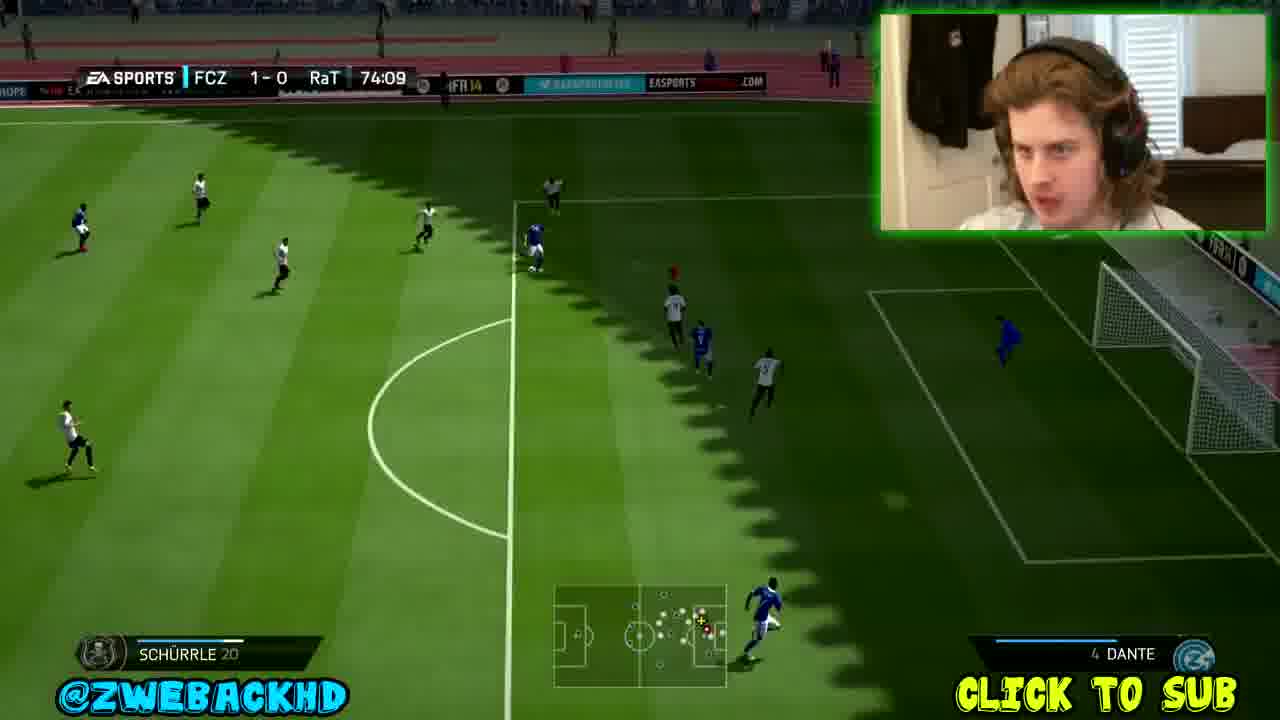 EA SPORTS FCZ 1-0 RaT 74:09
FIFA 14
EASPORTS .COM
SCHÜRRLE 20
4 DANTE
@ZWEBACKHD
CLICK TO SUB